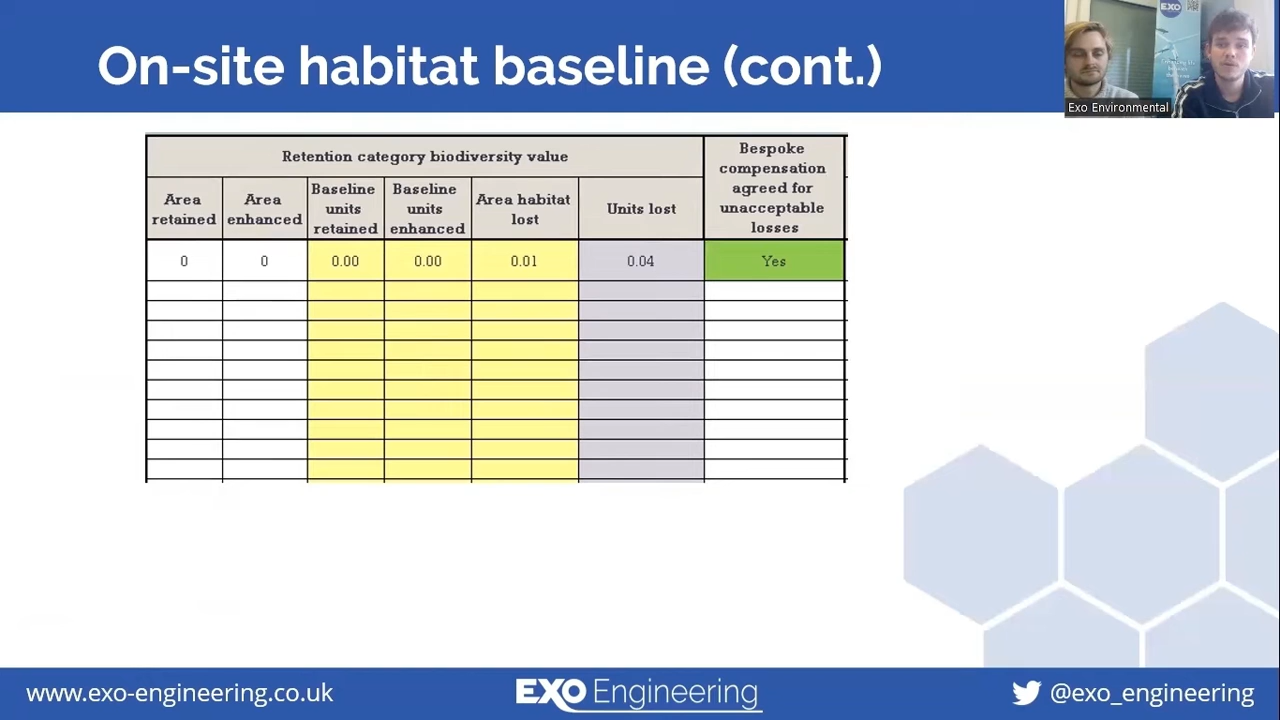 On-site habitat baseline (cont.)
EXO
Exo Environmental
Retention category biodiversity value
Bespoke
compensation
agreed for
unacceptable
losses
Area
retained
Area
enhanced
Baseline
units
retained
Baseline
units
enhanced
Area habitat
lost
Units lost
0
0
0.00
0.00
0.01
0.04
Yes
www.exo-engineering.co.uk
EXO Engineering
@exo_engineering